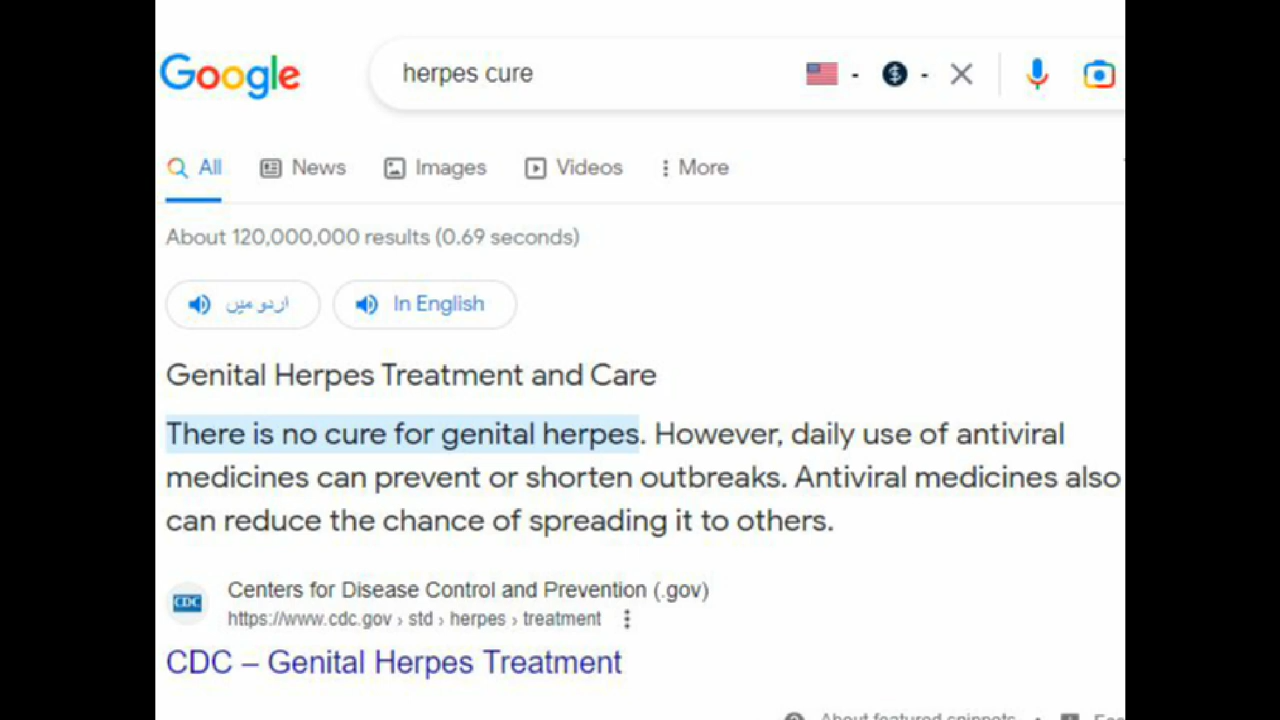 Google herpes cure
All News Images Videos More
About 120,000,000 results (0.69 seconds)
اردو میں In English
Genital Herpes Treatment and Care
There is no cure for genital herpes. However, daily use of antiviral
medicines can prevent or shorten outbreaks. Antiviral medicines also
can reduce the chance of spreading it to others.
CDC Centers for Disease Control and Prevention (.gov)
https://www.cdc.gov › std › herpes › treatment
CDC – Genital Herpes Treatment
About featured snippets